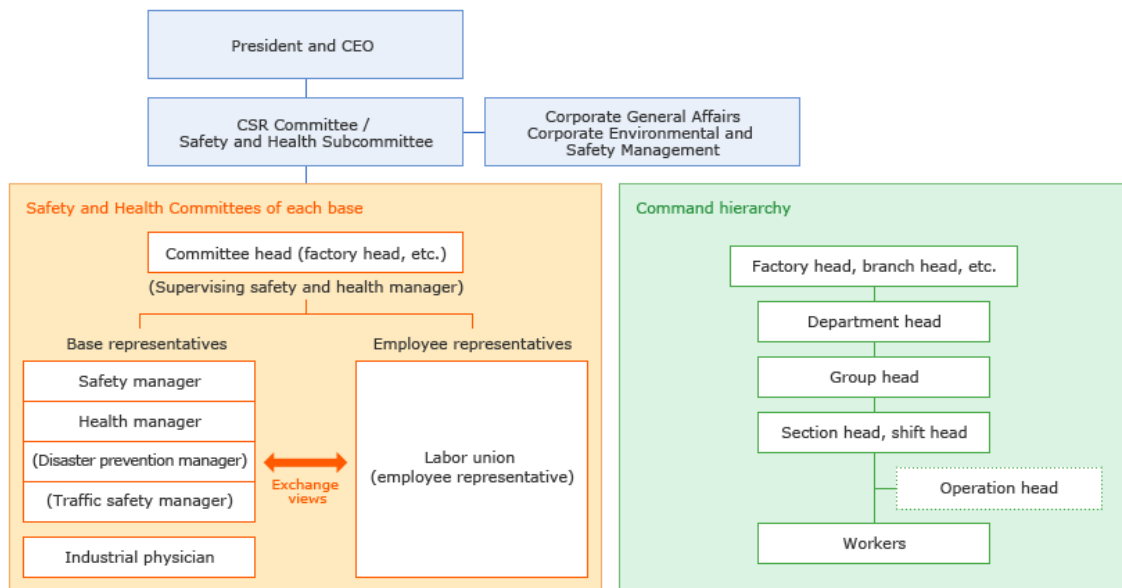 President and CEO
CSR Committee /
Safety and Health Subcommittee
Corporate General Affairs
Corporate Environmental and
Safety Management
Safety and Health Committees of each base
Committee head (factory head, etc.)
(Supervising safety and health manager)
Base representatives
Safety manager
Health manager
(Disaster prevention manager)
(Traffic safety manager)
Industrial physician
Exchange
views
Employee representatives
Labor union
(employee representative)
Command hierarchy
Factory head, branch head, etc.
Department head
Group head
Section head, shift head
Operation head
Workers